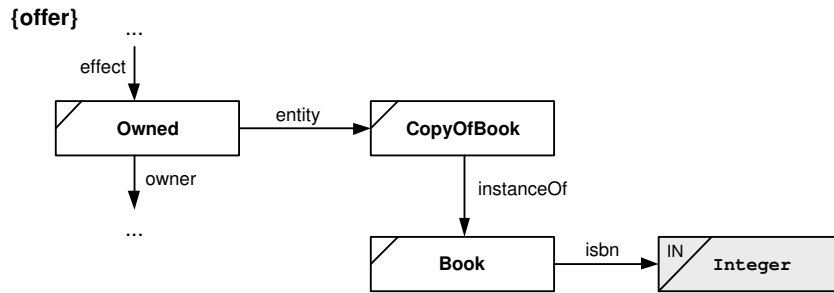 {offer}
...
effect
Owned
entity
CopyOfBook
owner
instanceOf
...
Book
isbn
IN
Integer